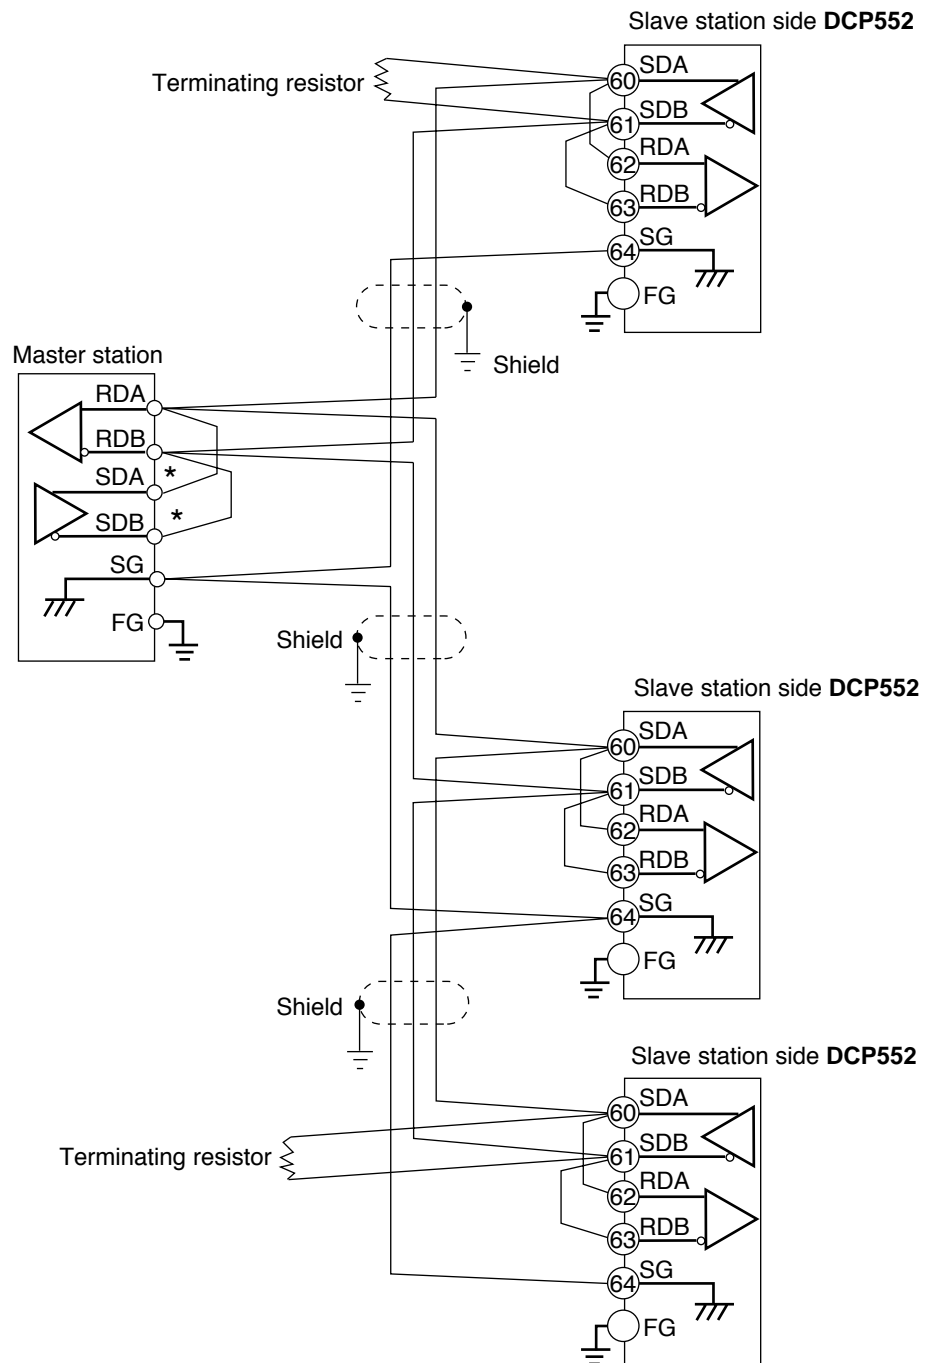 Slave station side DCP552
Terminating resistor
60 SDA
61 SDB
62 RDA
63 RDB
64 SG
FG
Shield
Master station
RDA
RDB
SDA *
SDB *
SG
FG
Shield
Slave station side DCP552
60 SDA
61 SDB
62 RDA
63 RDB
64 SG
FG
Shield
Slave station side DCP552
60 SDA
Terminating resistor
61 SDB
62 RDA
63 RDB
64 SG
FG